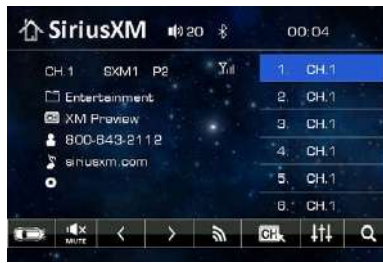 SiriusXM 20 00:04
CH.1 SXM1 P2
Entertainment
XM Preview
800-643-2112
siriusxm.com
1. CH.1
2. CH.1
3. CH.1
4. CH.1
5. CH.1
6. CH.1
MUTE CH